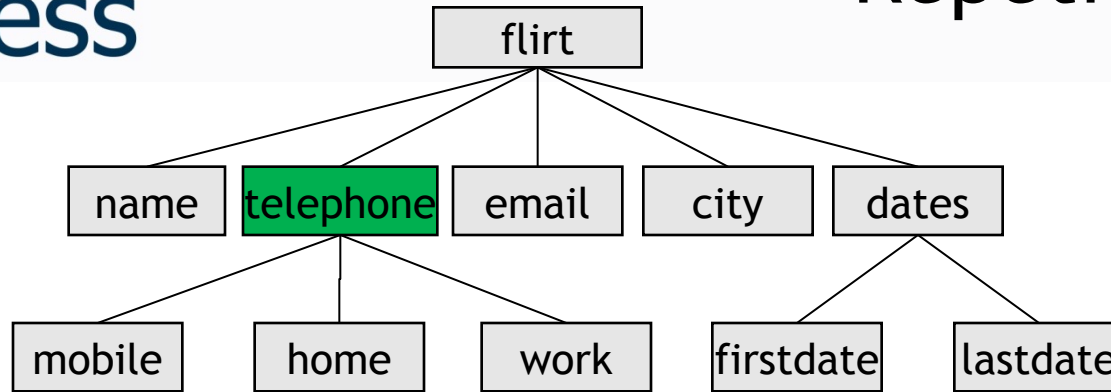 ess
flirt
name telephone email city dates
mobile home work firstdate lastdate